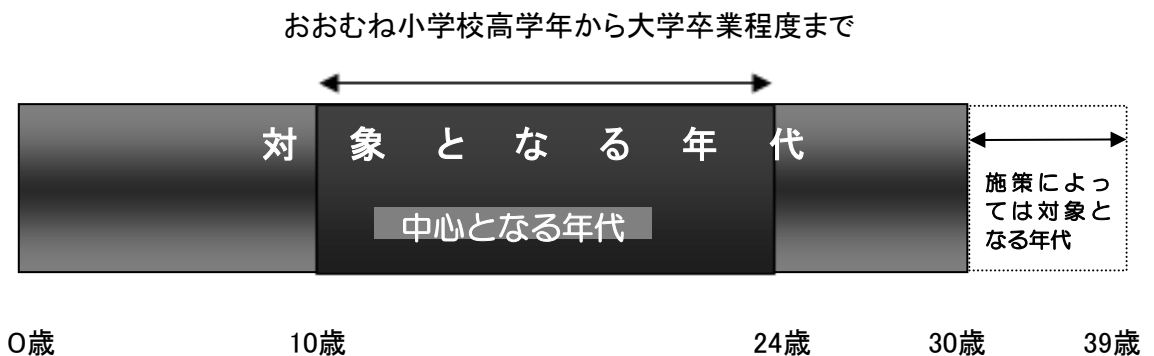 おおむね小学校高学年から大学卒業程度まで
対象となる年代
中心となる年代
施策によっ
ては対象と
なる年代
0歳 10歳 24歳 30歳 39歳